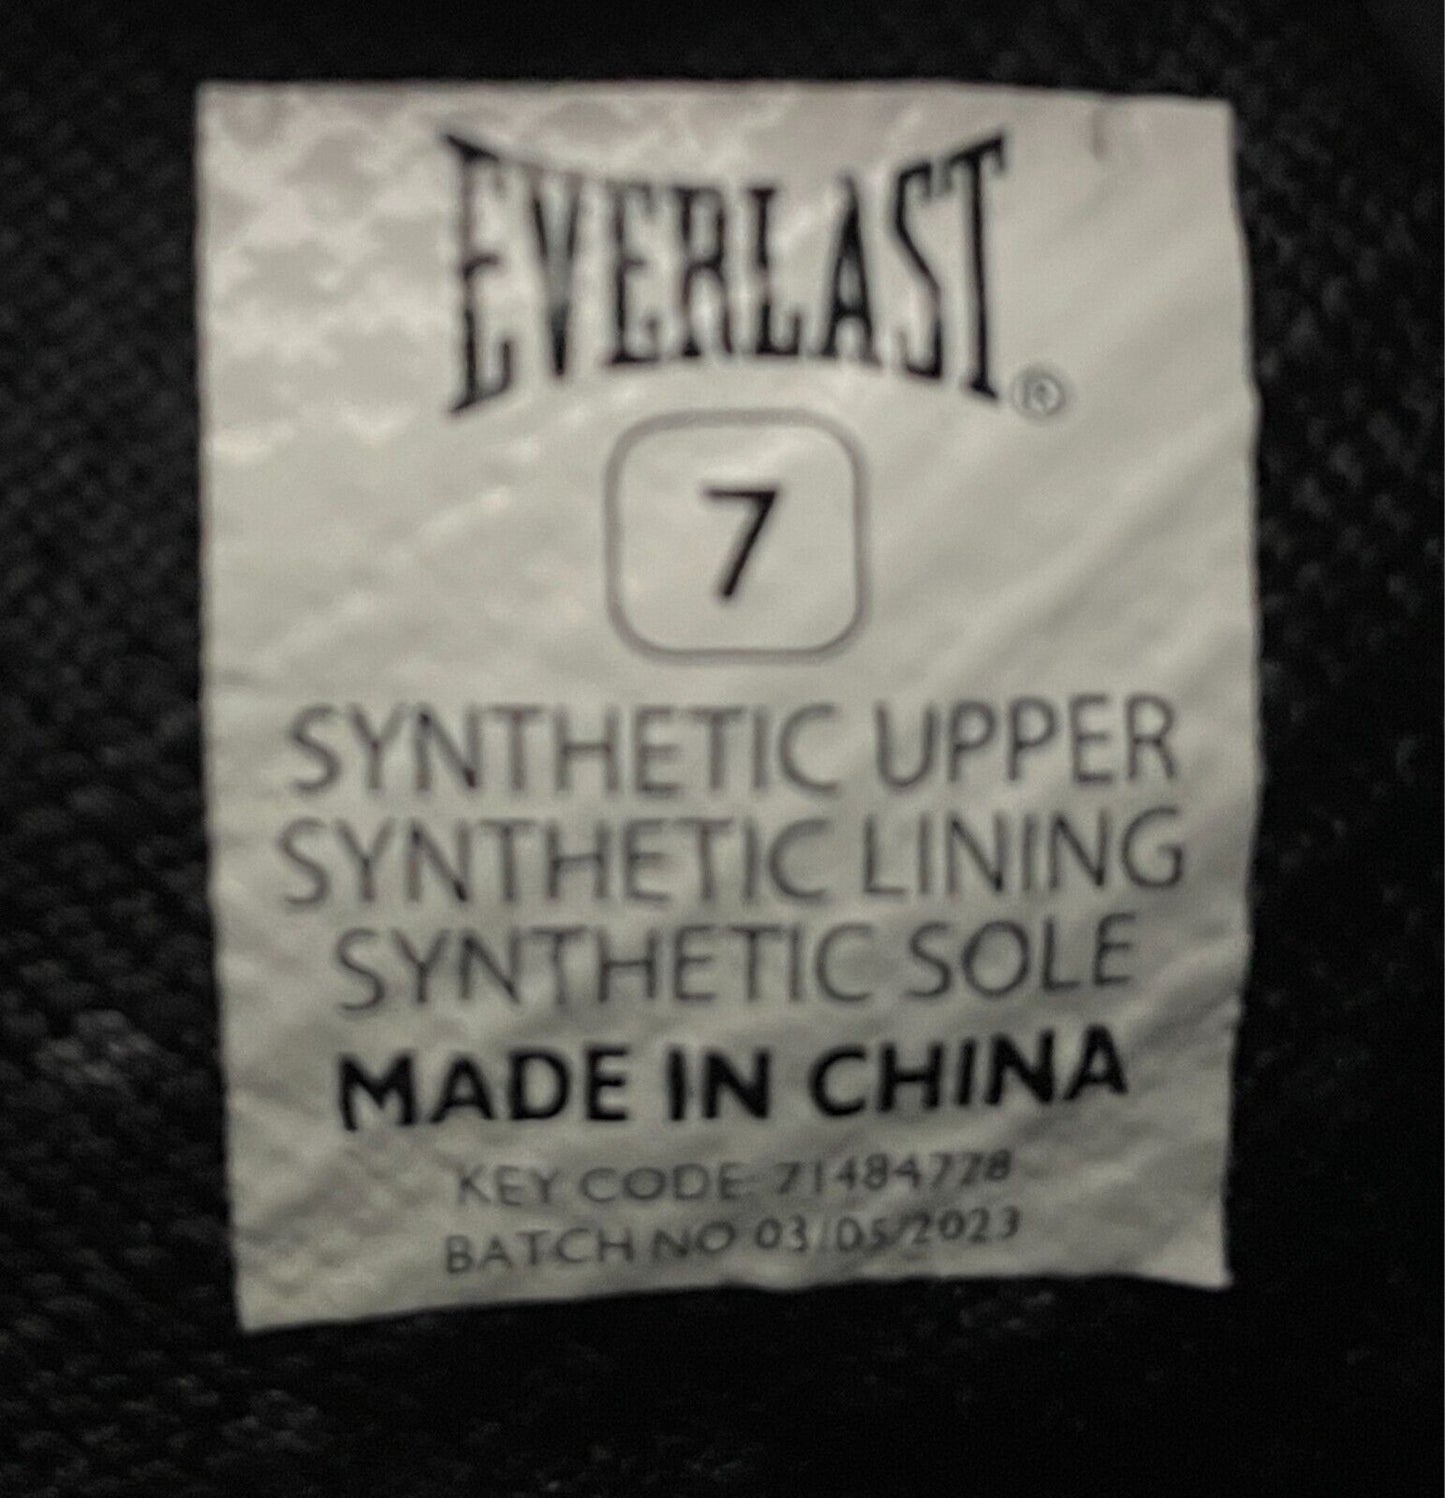 EVERLAST®
7
SYNTHETIC UPPER
SYNTHETIC LINING
SYNTHETIC SOLE
MADE IN CHINA
KEY CODE: 71484778
BATCH NO 03/05/2023